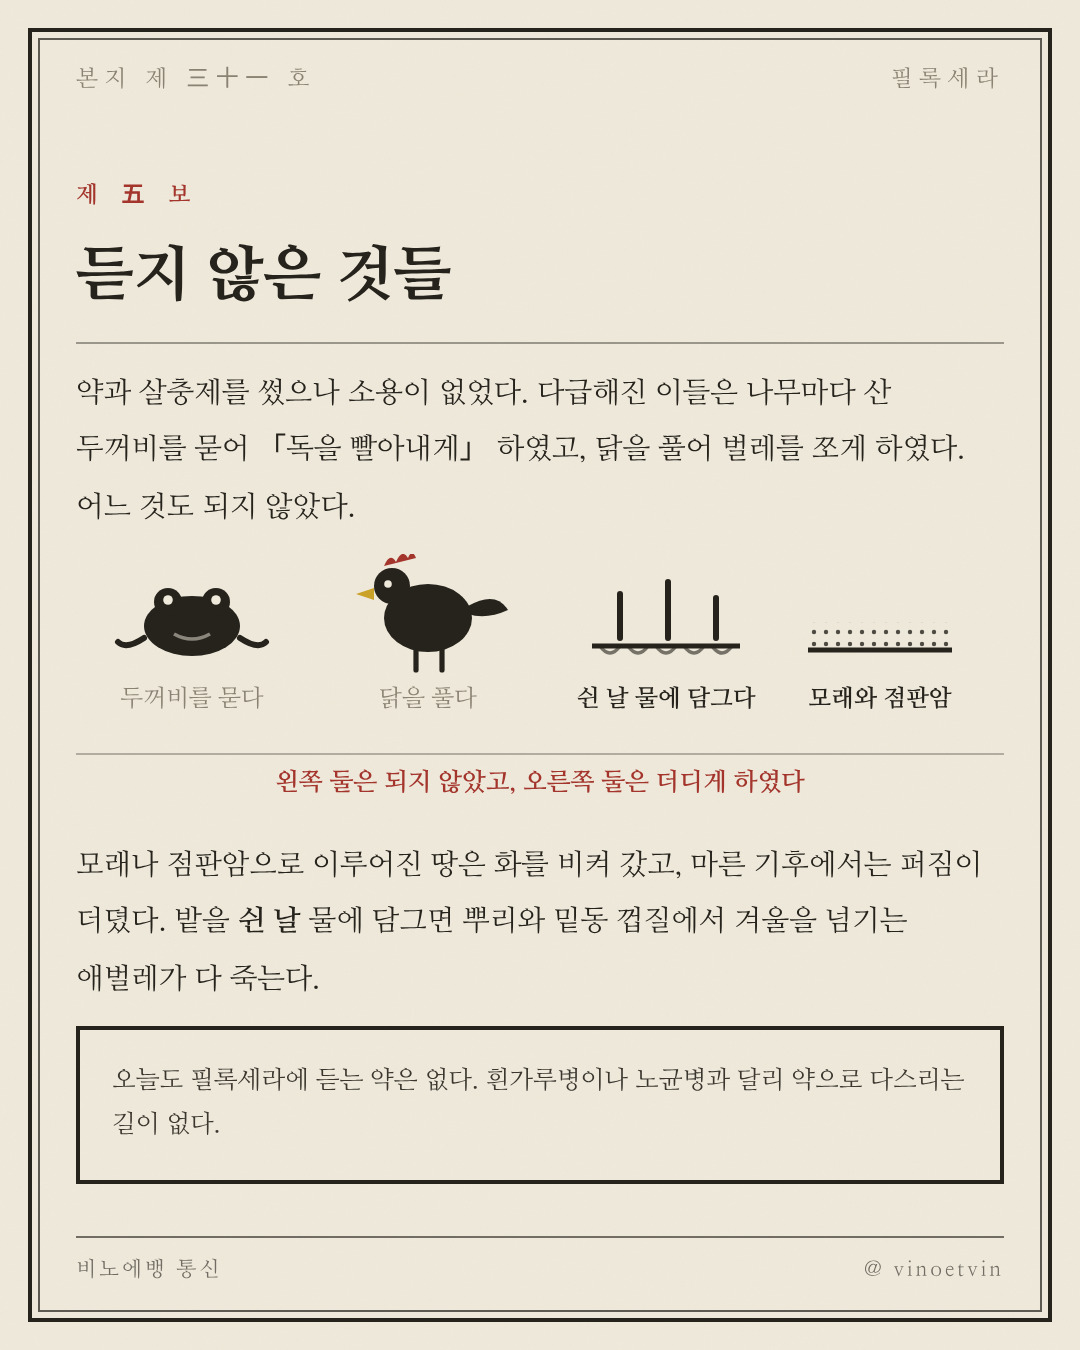 본지 제 三十一 호
필록세라
제 五 보
듣지 않은 것들
약과 살충제를 썼으나 소용이 없었다. 다급해진 이들은 나무마다 산
두꺼비를 묻어 「독을 빨아내게」 하였고, 닭을 풀어 벌레를 쪼게 하였다.
어느 것도 되지 않았다.
두꺼비를 묻다
닭을 풀다
쉰 날 물에 담그다
모래와 점판암
왼쪽 둘은 되지 않았고, 오른쪽 둘은 더디게 하였다
모래나 점판암으로 이루어진 땅은 화를 비켜 갔고, 마른 기후에서는 퍼짐이
더뎠다. 밭을 쉰 날 물에 담그면 뿌리와 밑동 껍질에서 겨울을 넘기는
애벌레가 다 죽는다.
오늘도 필록세라에 듣는 약은 없다. 흰가루병이나 노균병과 달리 약으로 다스리는
길이 없다.
비노에뱅 통신
@ vinoetvin